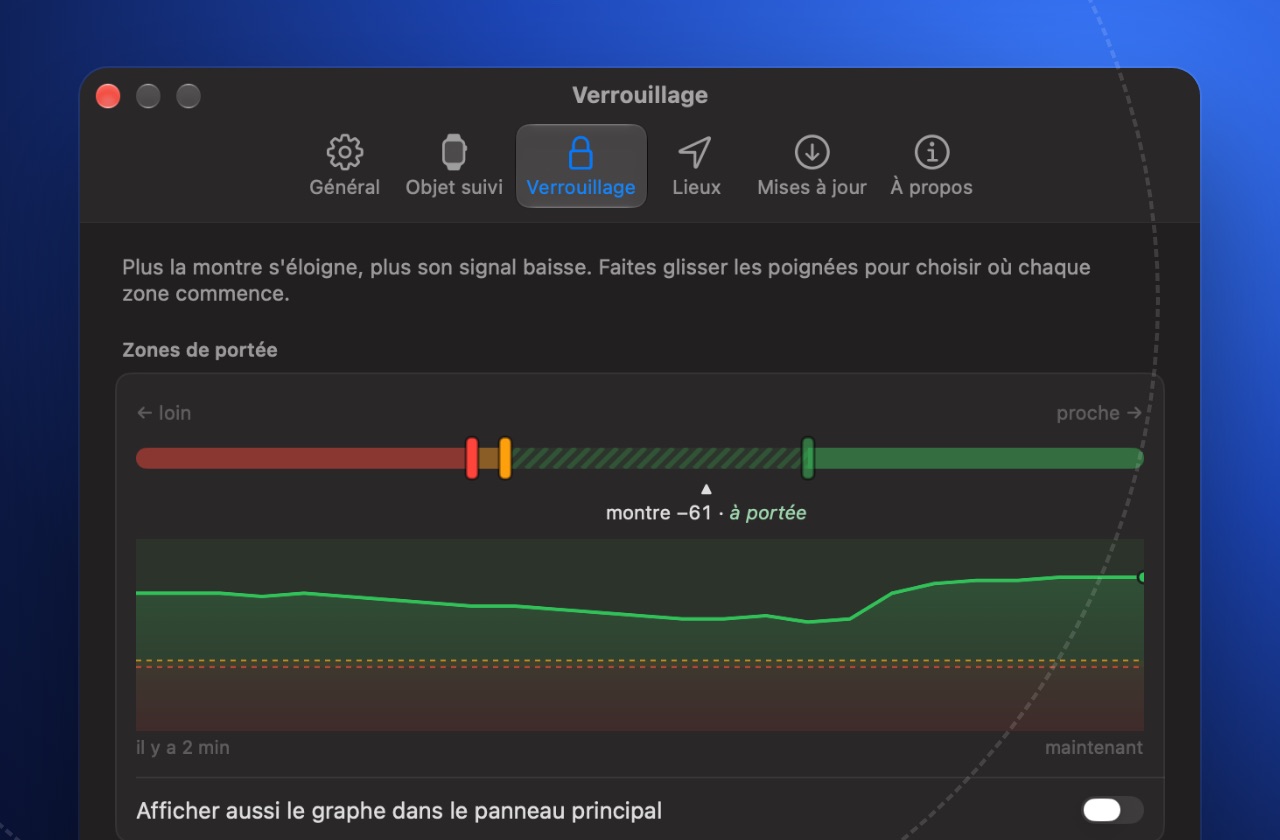 Verrouillage
Général
Objet suivi
Verrouillage
Lieux
Mises à jour
À propos
Plus la montre s'éloigne, plus son signal baisse. Faites glisser les poignées pour choisir où chaque
zone commence.
Zones de portée
← loin
proche →
montre −61 · à portée
il y a 2 min
maintenant
Afficher aussi le graphe dans le panneau principal